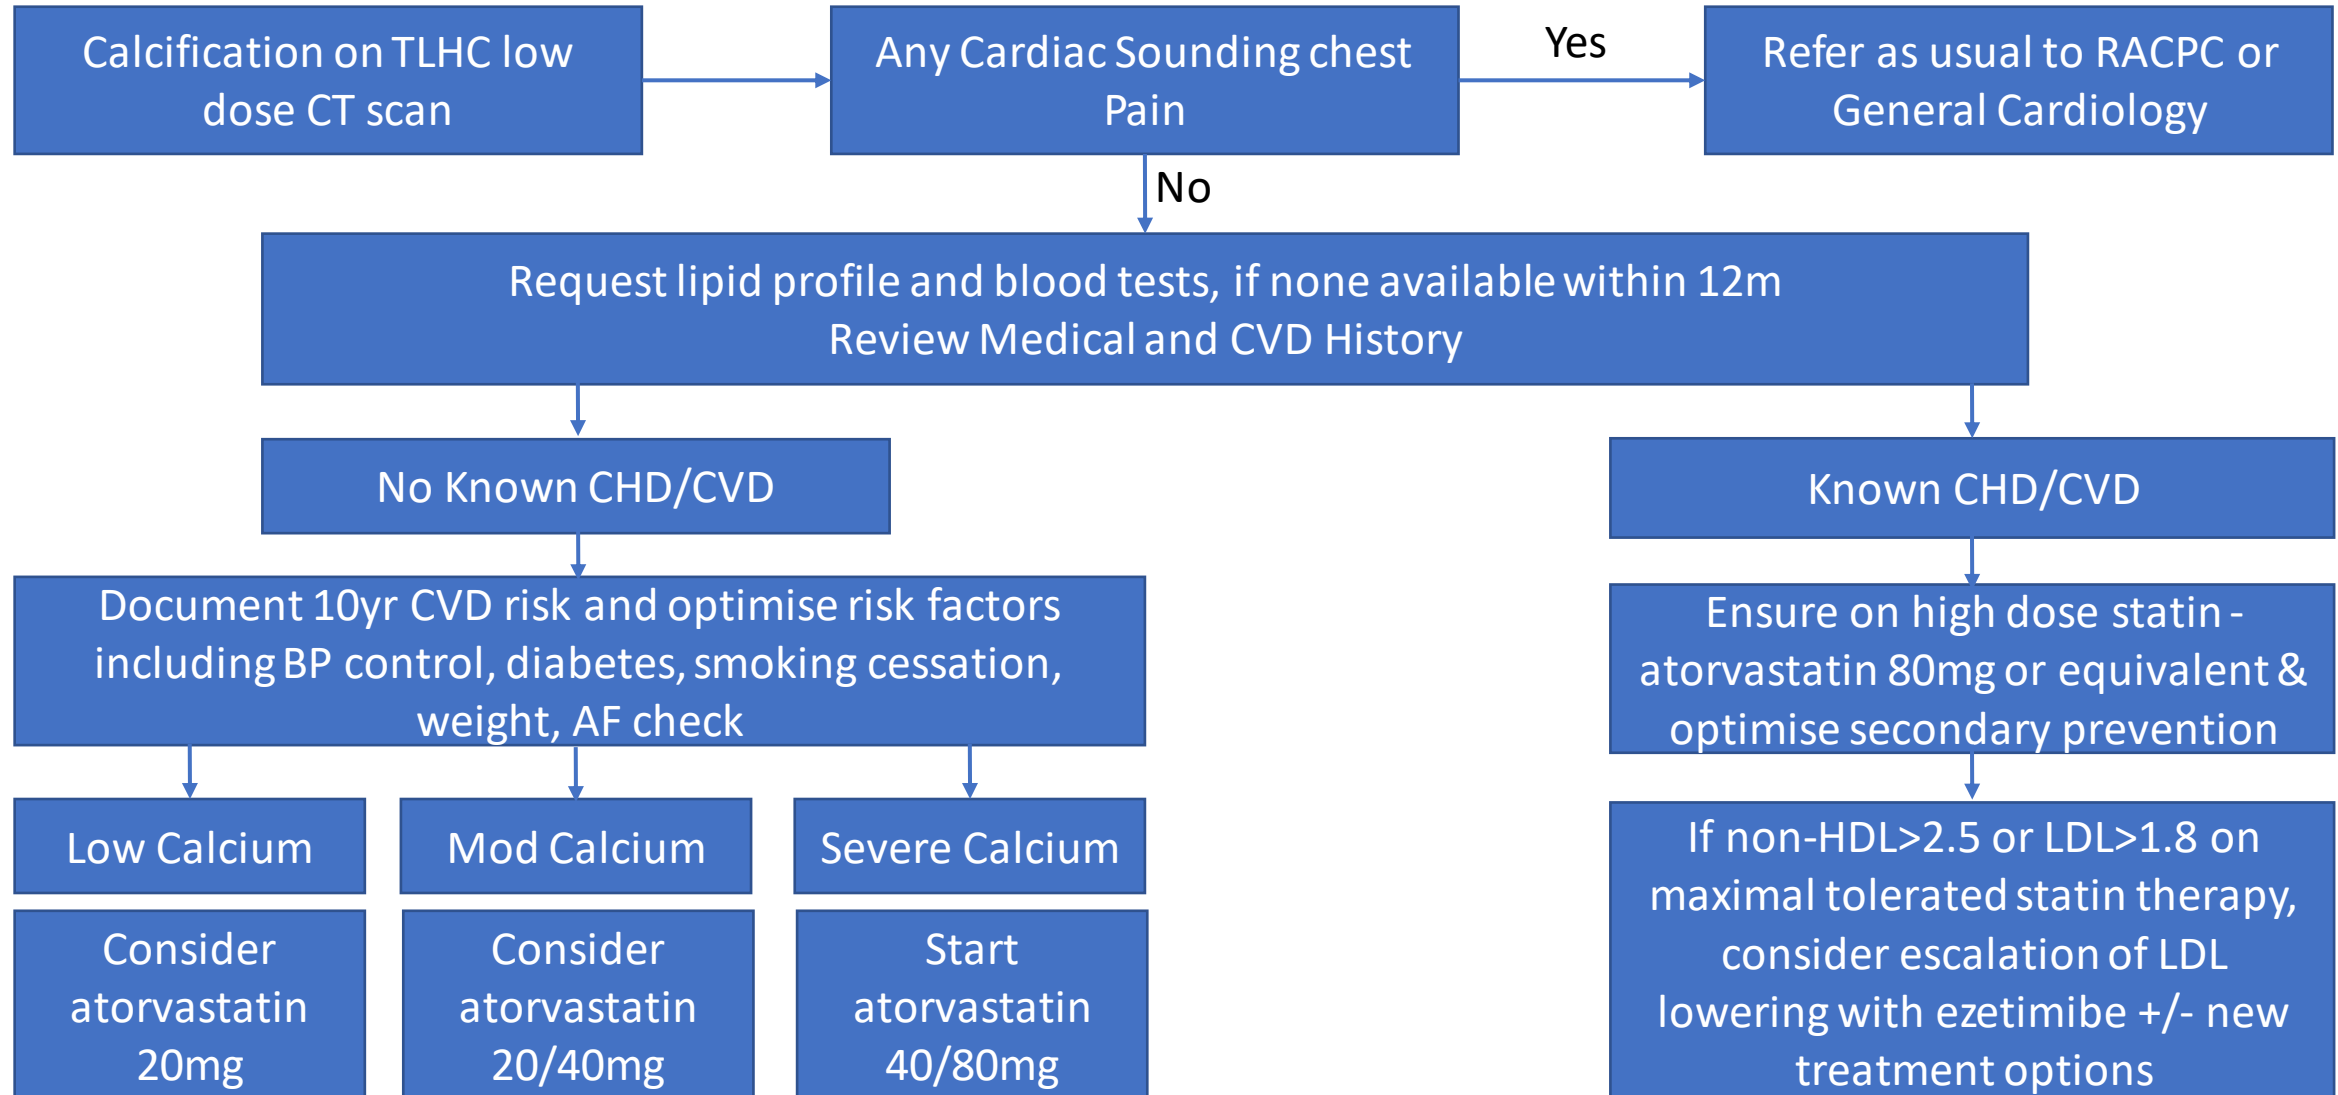 Calcification on TLHC low
dose CT scan
Any Cardiac Sounding chest
Pain
Yes
Refer as usual to RACPC or
General Cardiology
No
Request lipid profile and blood tests, if none available within 12m
Review Medical and CVD History
No Known CHD/CVD
Known CHD/CVD
Document 10yr CVD risk and optimise risk factors
including BP control, diabetes, smoking cessation,
weight, AF check
Ensure on high dose statin -
atorvastatin 80mg or equivalent &
optimise secondary prevention
Low Calcium
Mod Calcium
Severe Calcium
Consider
atorvastatin
20mg
Consider
atorvastatin
20/40mg
Start
atorvastatin
40/80mg
If non-HDL>2.5 or LDL>1.8 on
maximal tolerated statin therapy,
consider escalation of LDL
lowering with ezetimibe +/- new
treatment options